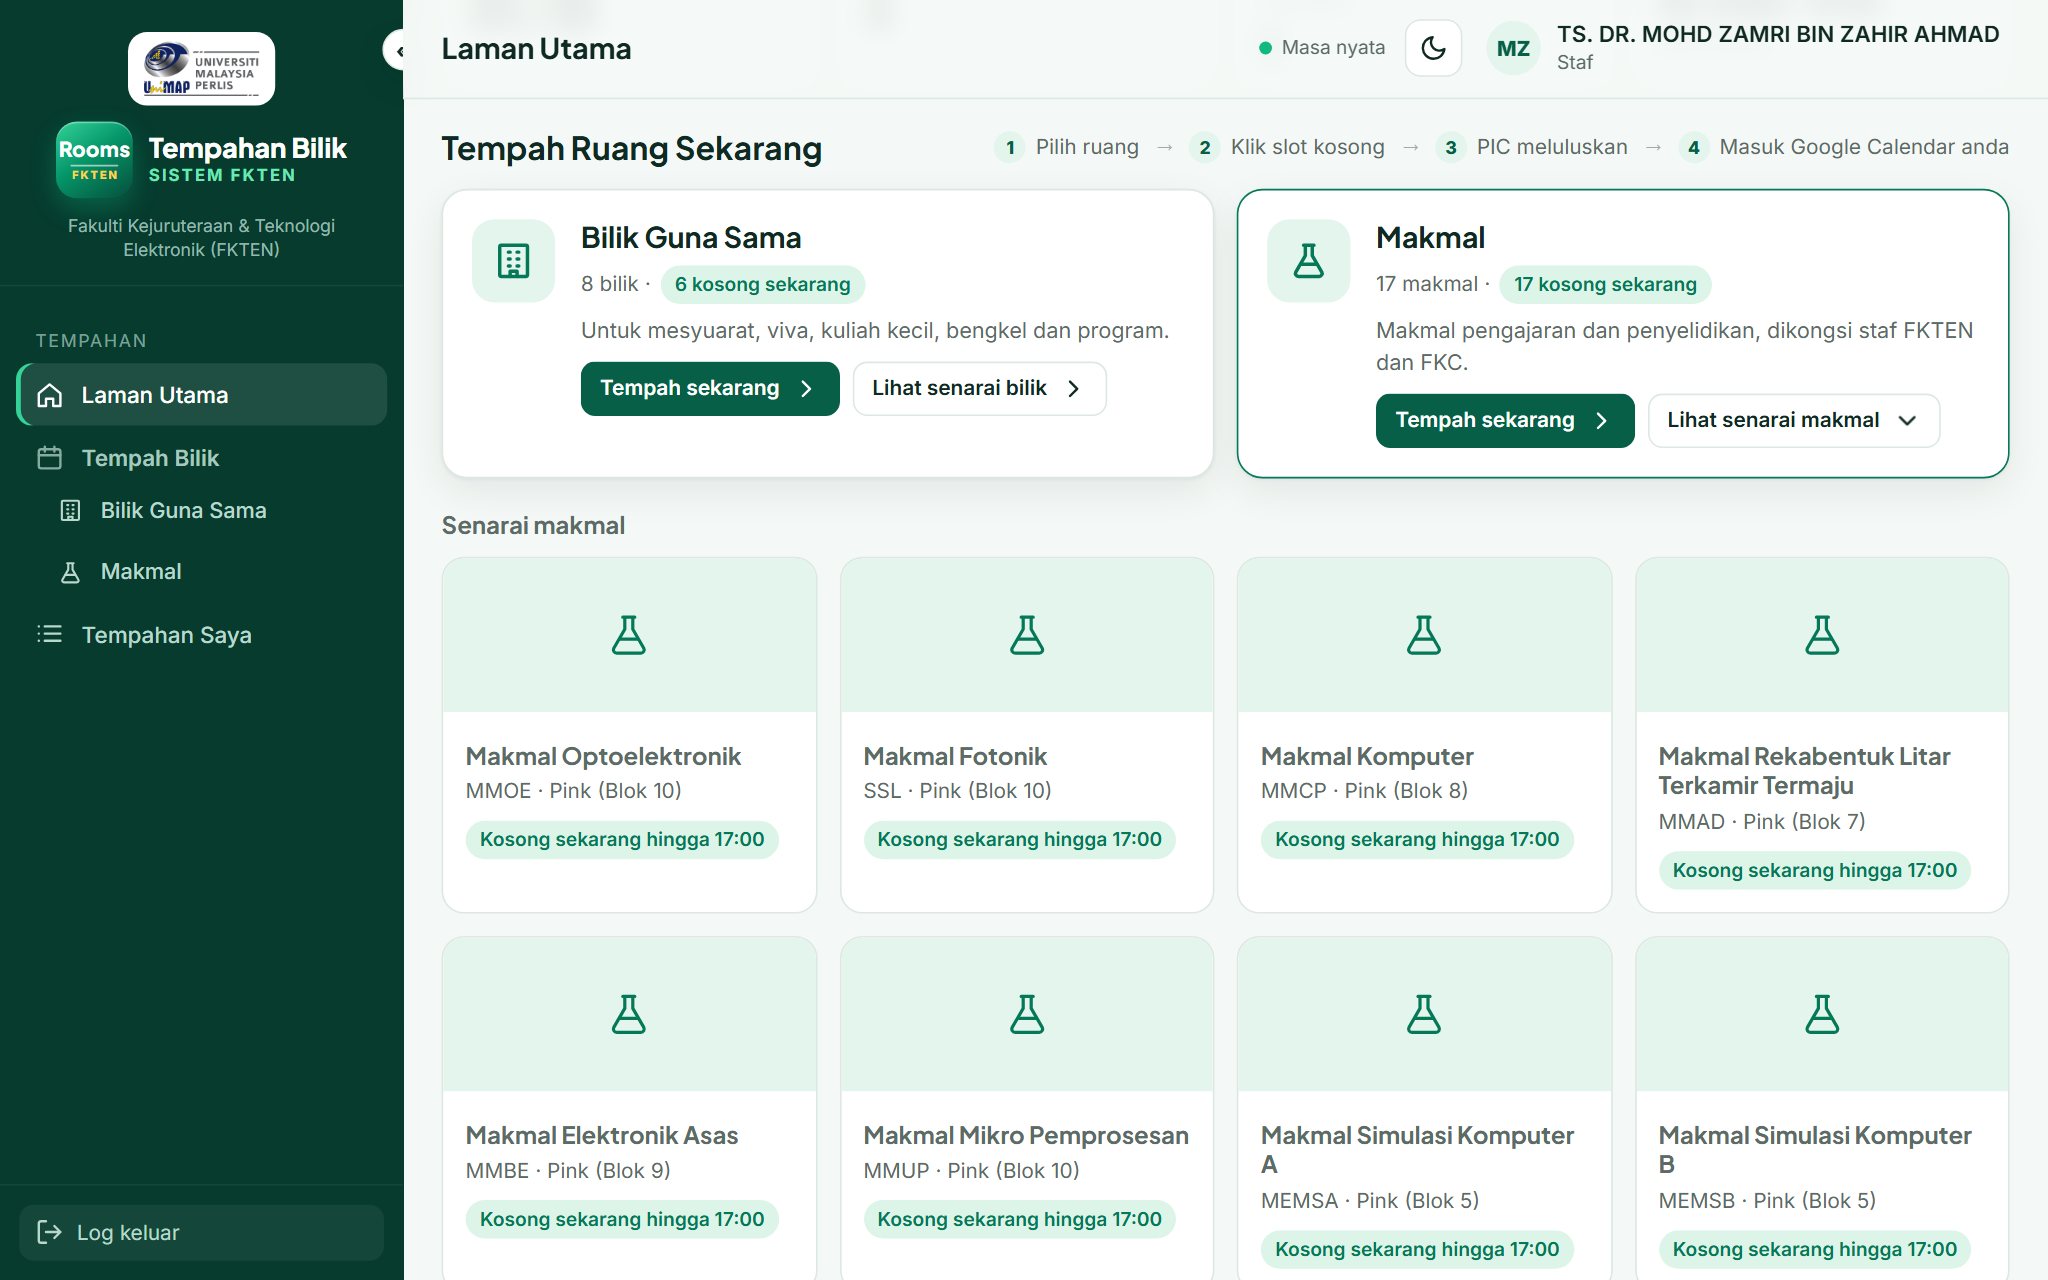 UNIVERSITI
MALAYSIA
PERLIS
UniMAP
Rooms
FKTEN
Tempahan Bilik
SISTEM FKTEN
Fakulti Kejuruteraan & Teknologi
Elektronik (FKTEN)
TEMPAHAN
Laman Utama
Tempah Bilik
Bilik Guna Sama
Makmal
Tempahan Saya
Log keluar
Laman Utama
Masa nyata
MZ
TS. DR. MOHD ZAMRI BIN ZAHIR AHMAD
Staf
Tempah Ruang Sekarang
1 Pilih ruang → 2 Klik slot kosong → 3 PIC meluluskan → 4 Masuk Google Calendar anda
Bilik Guna Sama
8 bilik · 6 kosong sekarang
Untuk mesyuarat, viva, kuliah kecil, bengkel dan program.
Tempah sekarang
Lihat senarai bilik
Makmal
17 makmal · 17 kosong sekarang
Makmal pengajaran dan penyelidikan, dikongsi staf FKTEN
dan FKC.
Tempah sekarang
Lihat senarai makmal
Senarai makmal
Makmal Optoelektronik
MMOE · Pink (Blok 10)
Kosong sekarang hingga 17:00
Makmal Fotonik
SSL · Pink (Blok 10)
Kosong sekarang hingga 17:00
Makmal Komputer
MMCP · Pink (Blok 8)
Kosong sekarang hingga 17:00
Makmal Rekabentuk Litar
Terkamir Termaju
MMAD · Pink (Blok 7)
Kosong sekarang hingga 17:00
Makmal Elektronik Asas
MMBE · Pink (Blok 9)
Kosong sekarang hingga 17:00
Makmal Mikro Pemprosesan
MMUP · Pink (Blok 10)
Kosong sekarang hingga 17:00
Makmal Simulasi Komputer
A
MEMSA · Pink (Blok 5)
Kosong sekarang hingga 17:00
Makmal Simulasi Komputer
B
MEMSB · Pink (Blok 5)
Kosong sekarang hingga 17:00